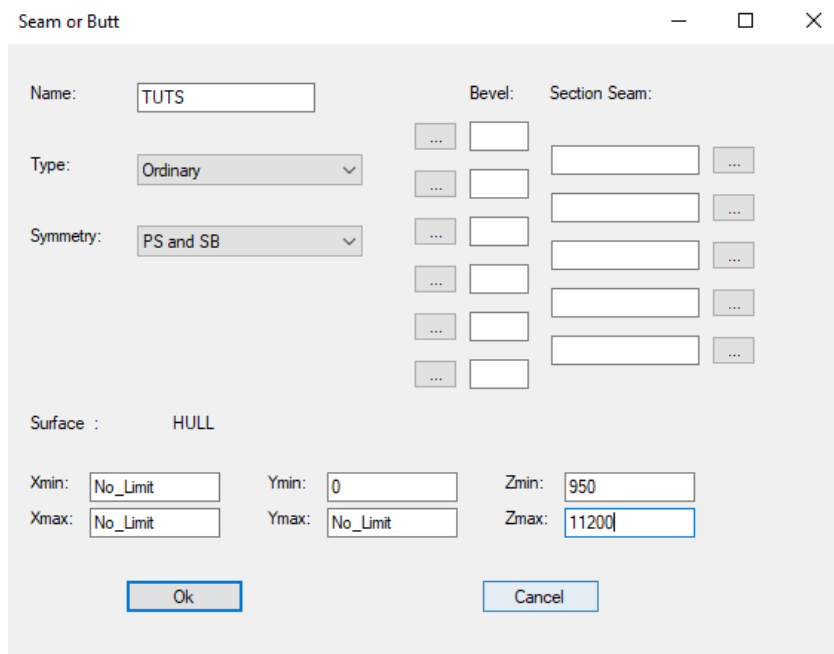 Seam or Butt
Name: TUTS Bevel: Section Seam:
...
...
Type: Ordinary
...
...
Symmetry: PS and SB
...
...
...
...
...
...
...
Surface : HULL
Xmin: No_Limit Ymin: 0 Zmin: 950
Xmax: No_Limit Ymax: No_Limit Zmax: 11200
Ok Cancel